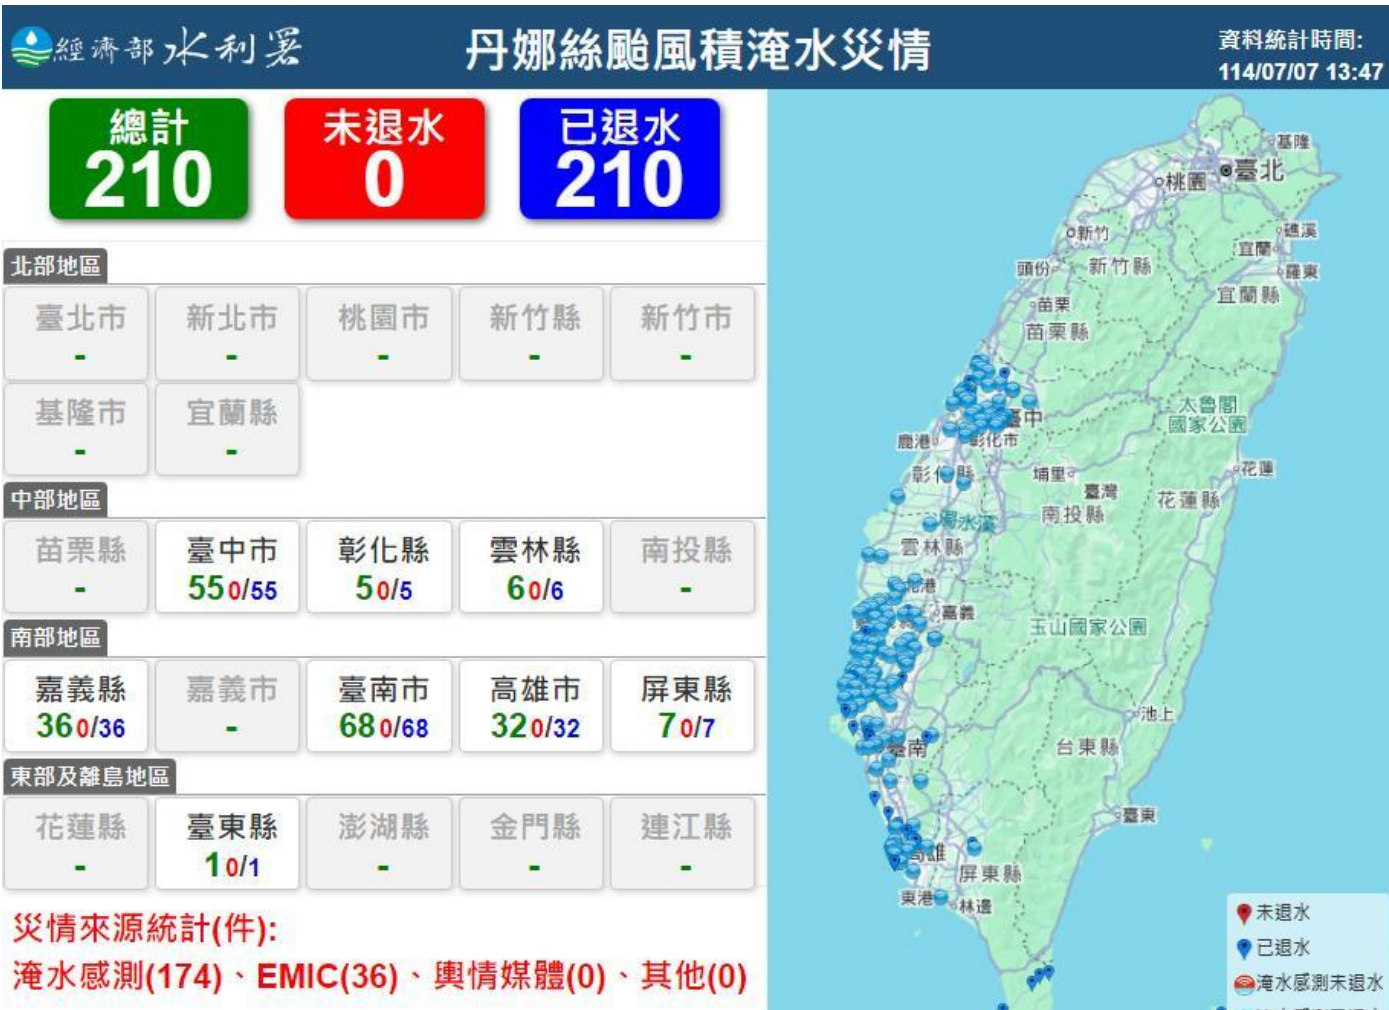 經濟部水利署
丹娜絲颱風積淹水災情
資料統計時間:
114/07/07 13:47
總計
210
未退水
0
已退水
210
北部地區
臺北市
-
新北市
-
桃園市
-
新竹縣
-
新竹市
-
基隆市
-
宜蘭縣
-
中部地區
苗栗縣
-
臺中市
55 0/55
彰化縣
5 0/5
雲林縣
6 0/6
南投縣
-
南部地區
嘉義縣
36 0/36
嘉義市
-
臺南市
68 0/68
高雄市
32 0/32
屏東縣
7 0/7
東部及離島地區
花蓮縣
-
臺東縣
1 0/1
澎湖縣
-
金門縣
-
連江縣
-
災情來源統計(件):
淹水感測(174)、EMIC(36)、輿情媒體(0)、其他(0)
基隆
臺北
桃園
新竹
礁溪
宜蘭
頭份
新竹縣
羅東
宜蘭縣
苗栗
苗栗縣
太魯閣
國家公園
臺中
鹿港
彰化市
彰化縣
埔里
花蓮
臺灣
花蓮縣
南投縣
濁水溪
雲林縣
北港
嘉義
玉山國家公園
池上
臺南
台東縣
臺東
高雄
屏東縣
東港
林邊
未退水
已退水
淹水感測未退水